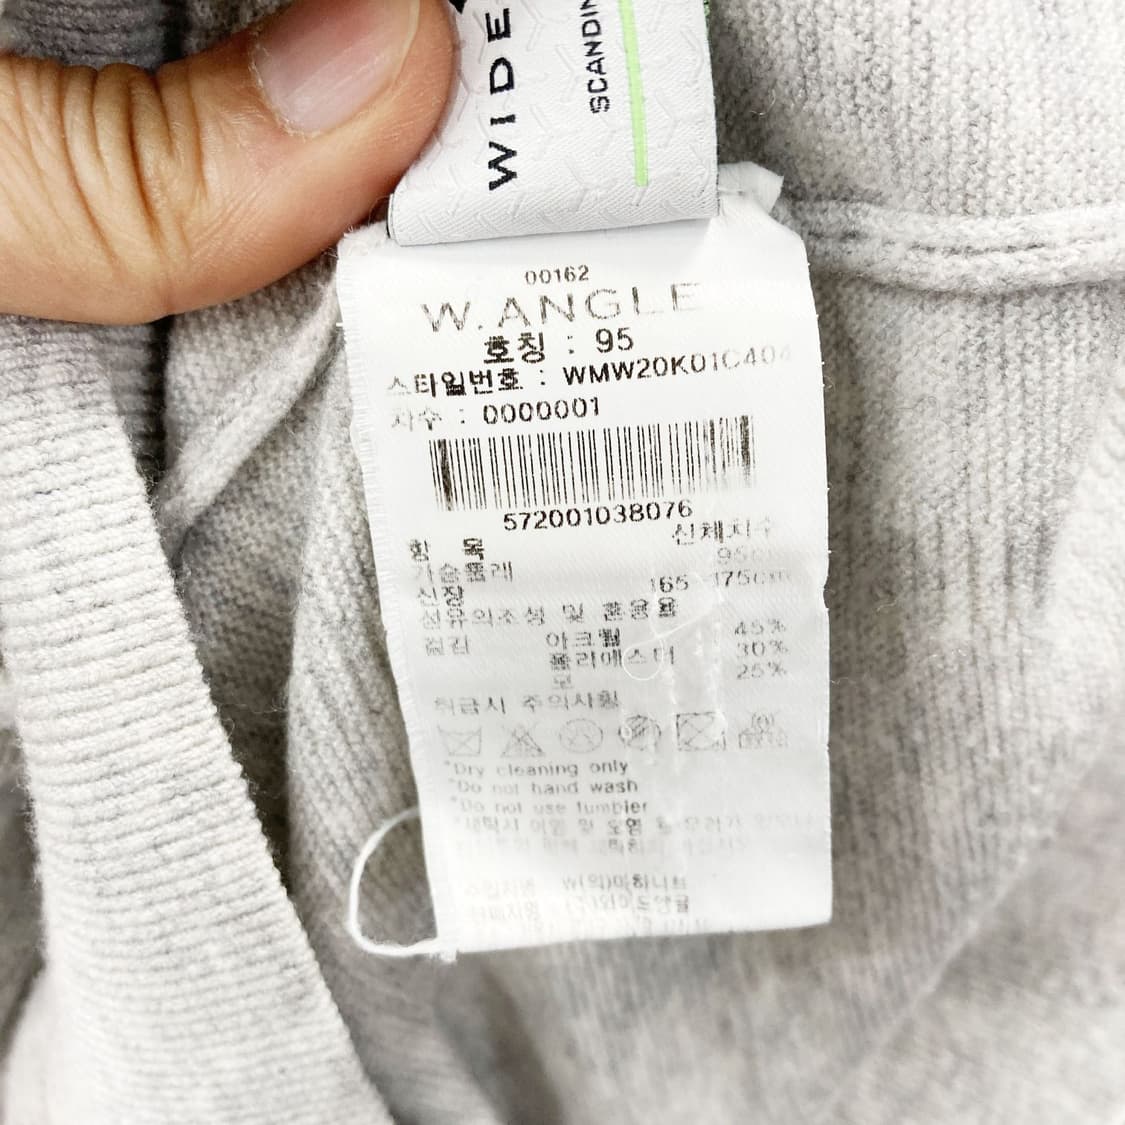 WIDE
SCANDIN
00162
W.ANGLE
호칭 : 95
스타일번호 : WMW20K01C404
차수 : 0000001
572001038076
항 목 신체치수
가슴둘레 95cm
신장 165 175cm
섬유의조성 및 혼용율
겉감 아크릴 45%
폴리에스터 30%
모 25%
취급시 주의사항
*Dry cleaning only
*Do not hand wash
*Do not use tumbler